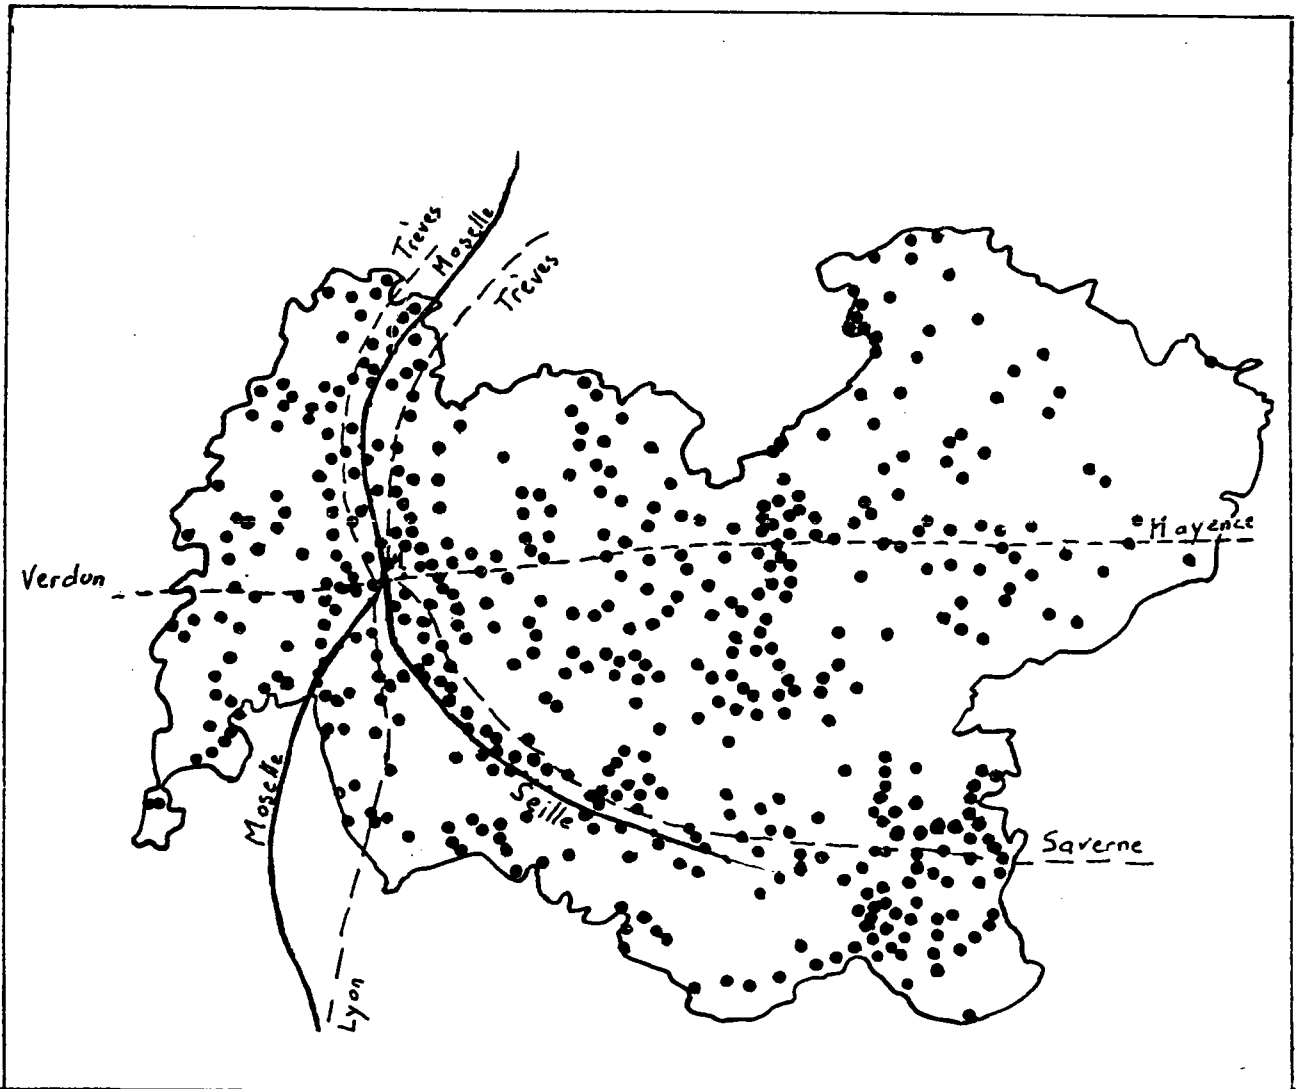 Trèves
Moselle
Trèves
Mayence
Verdun
Moselle
Seille
Saverne
Lyon